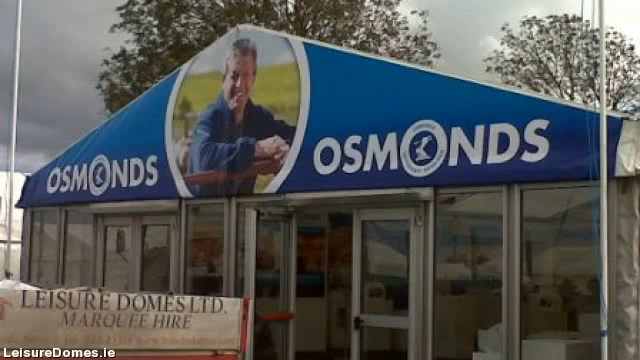 OSMONDS
OSMONDS
LEISURE DOMES LTD.
MARQUEE HIRE
LeisureDomes.ie